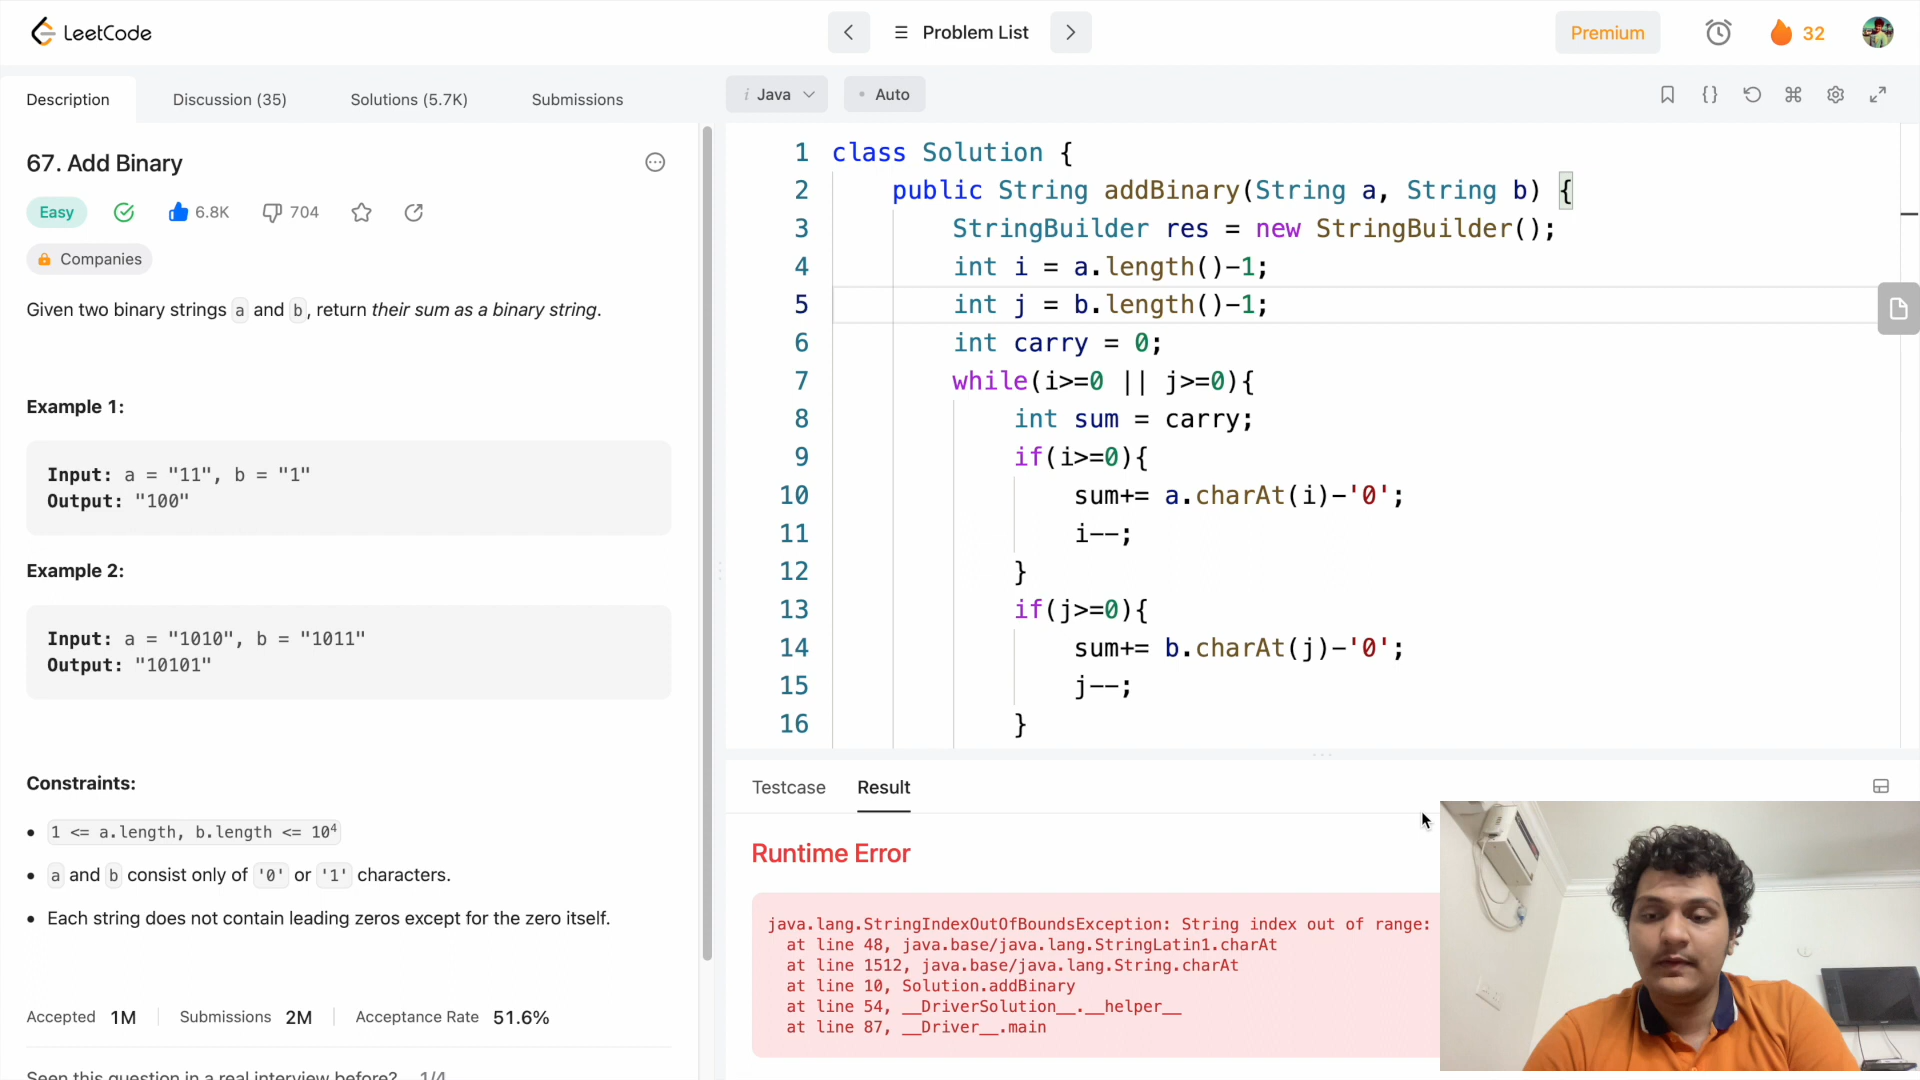 LeetCode
Problem List
Premium
32
Description
Discussion (35)
Solutions (5.7K)
Submissions
i Java
Auto
67. Add Binary
Easy
6.8K
704
Companies
Given two binary strings a and b, return their sum as a binary string.
Example 1:
Input: a = "11", b = "1"
Output: "100"
Example 2:
Input: a = "1010", b = "1011"
Output: "10101"
Constraints:
• 1 <= a.length, b.length <= 10⁴
• a and b consist only of '0' or '1' characters.
• Each string does not contain leading zeros except for the zero itself.
Accepted 1M
Submissions 2M
Acceptance Rate 51.6%
Seen this question in a real interview before? 1/4
1 class Solution {
2 public String addBinary(String a, String b) {
3 StringBuilder res = new StringBuilder();
4 int i = a.length()-1;
5 int j = b.length()-1;
6 int carry = 0;
7 while(i>=0 || j>=0){
8 int sum = carry;
9 if(i>=0){
10 sum+= a.charAt(i)-'0';
11 i--;
12 }
13 if(j>=0){
14 sum+= b.charAt(j)-'0';
15 j--;
16 }
Testcase
Result
Runtime Error
java.lang.StringIndexOutOfBoundsException: String index out of range:
at line 48, java.base/java.lang.StringLatin1.charAt
at line 1512, java.base/java.lang.String.charAt
at line 10, Solution.addBinary
at line 54, __DriverSolution__.__helper__
at line 87, __Driver__.main